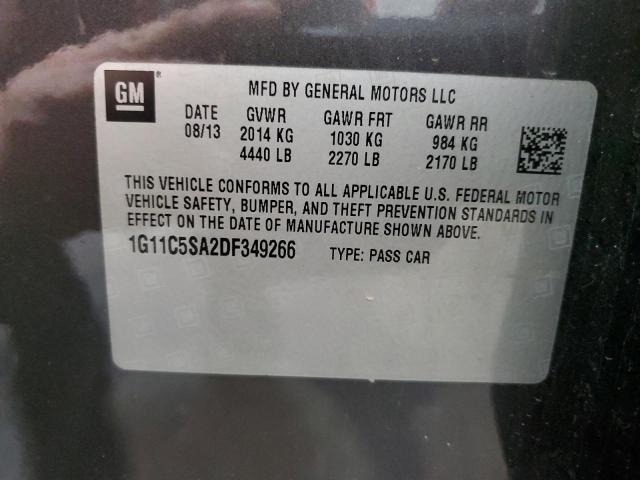 GM ®
MFD BY GENERAL MOTORS LLC
DATE GVWR GAWR FRT GAWR RR
08/13 2014 KG 1030 KG 984 KG
4440 LB 2270 LB 2170 LB
THIS VEHICLE CONFORMS TO ALL APPLICABLE U.S. FEDERAL MOTOR
VEHICLE SAFETY, BUMPER, AND THEFT PREVENTION STANDARDS IN
EFFECT ON THE DATE OF MANUFACTURE SHOWN ABOVE.
1G11C5SA2DF349266 TYPE: PASS CAR